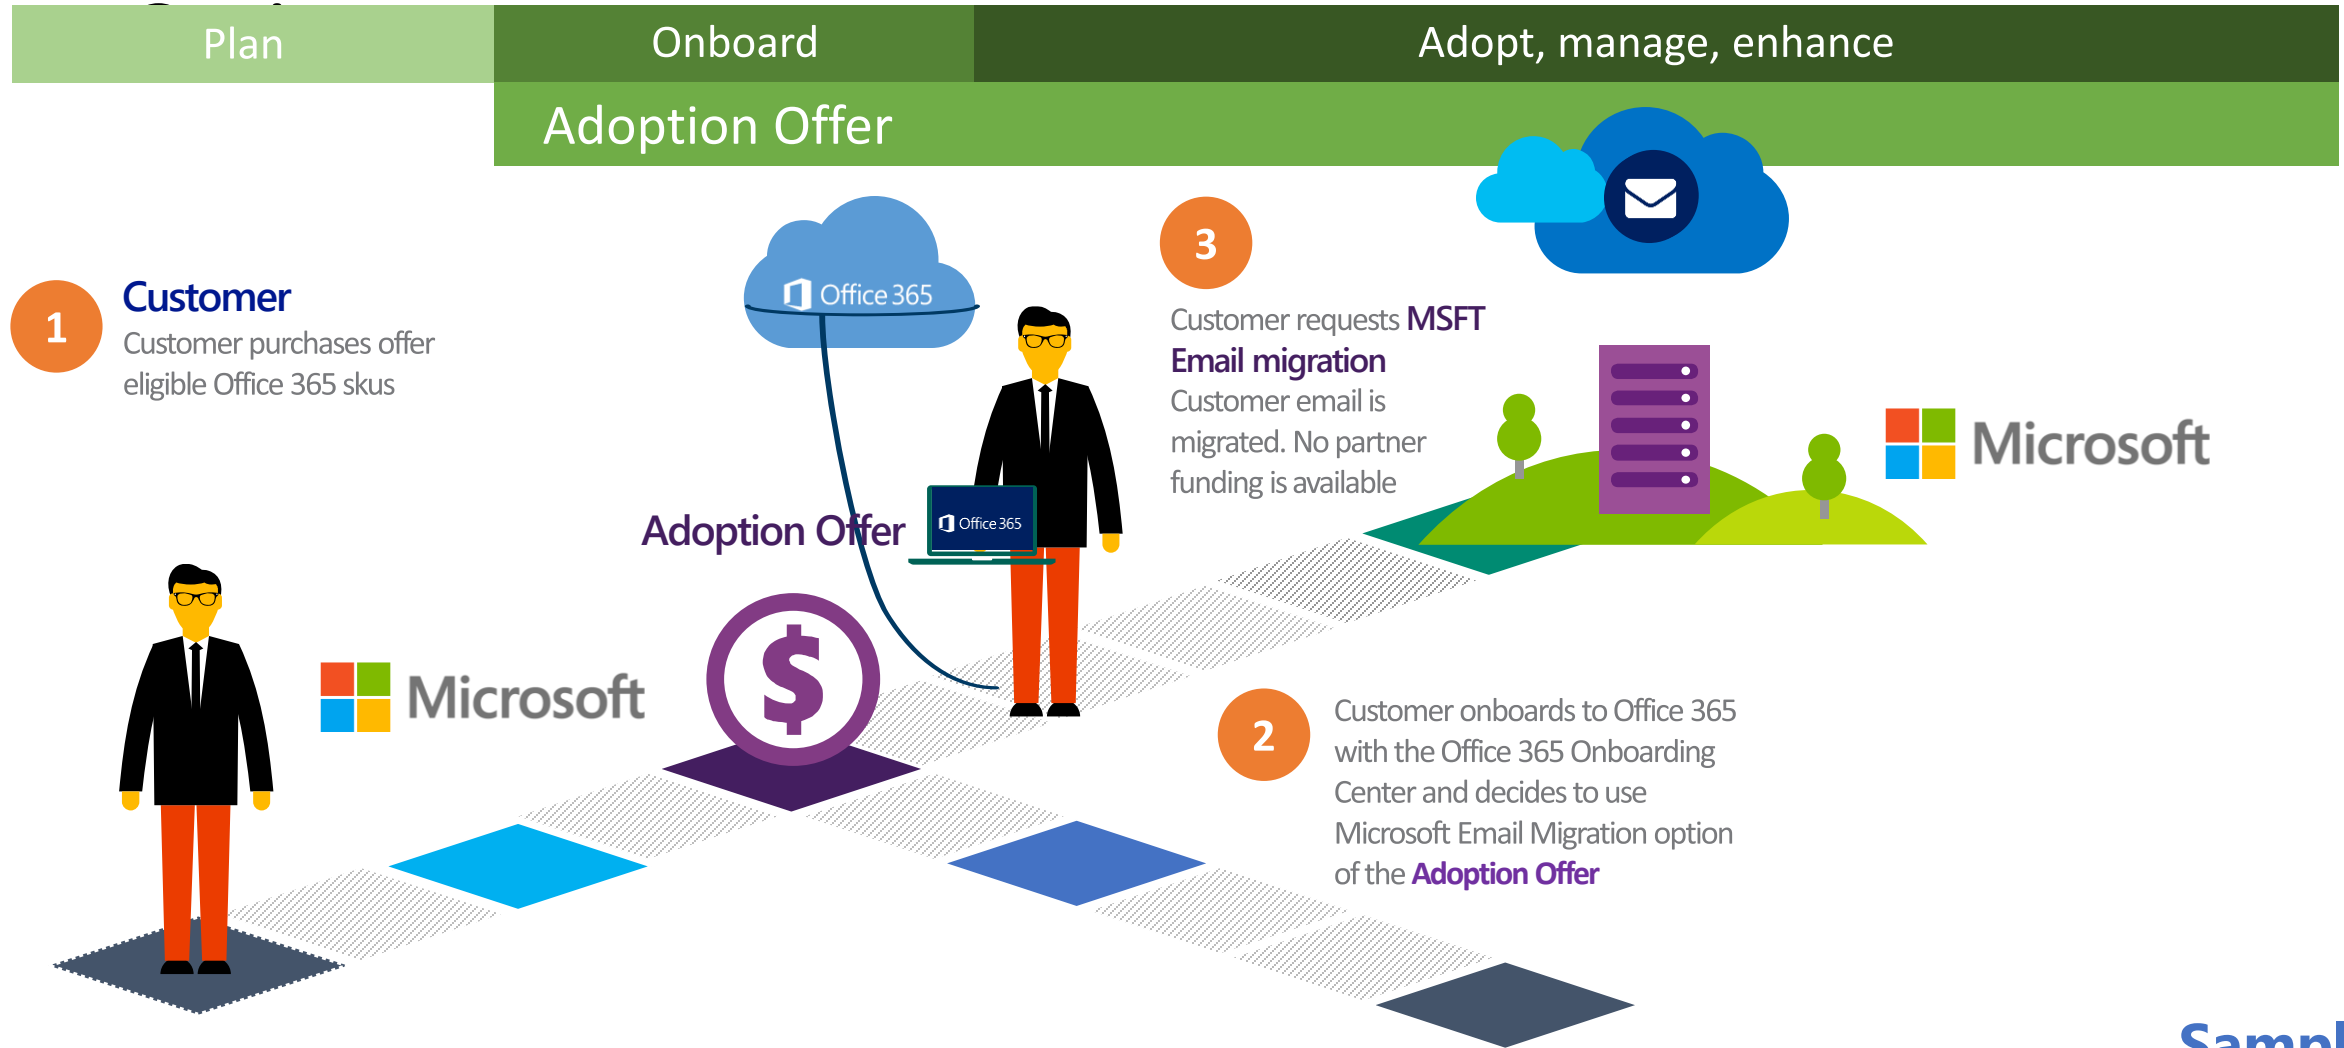 Plan
Onboard
Adopt, manage, enhance
Adoption Offer
1
Customer
Customer purchases offer
eligible Office 365 skus
Office 365
3
Customer requests MSFT
Email migration
Customer email is
migrated. No partner
funding is available
Microsoft
Adoption Offer
Office 365
Microsoft
$
2
Customer onboards to Office 365
with the Office 365 Onboarding
Center and decides to use
Microsoft Email Migration option
of the Adoption Offer